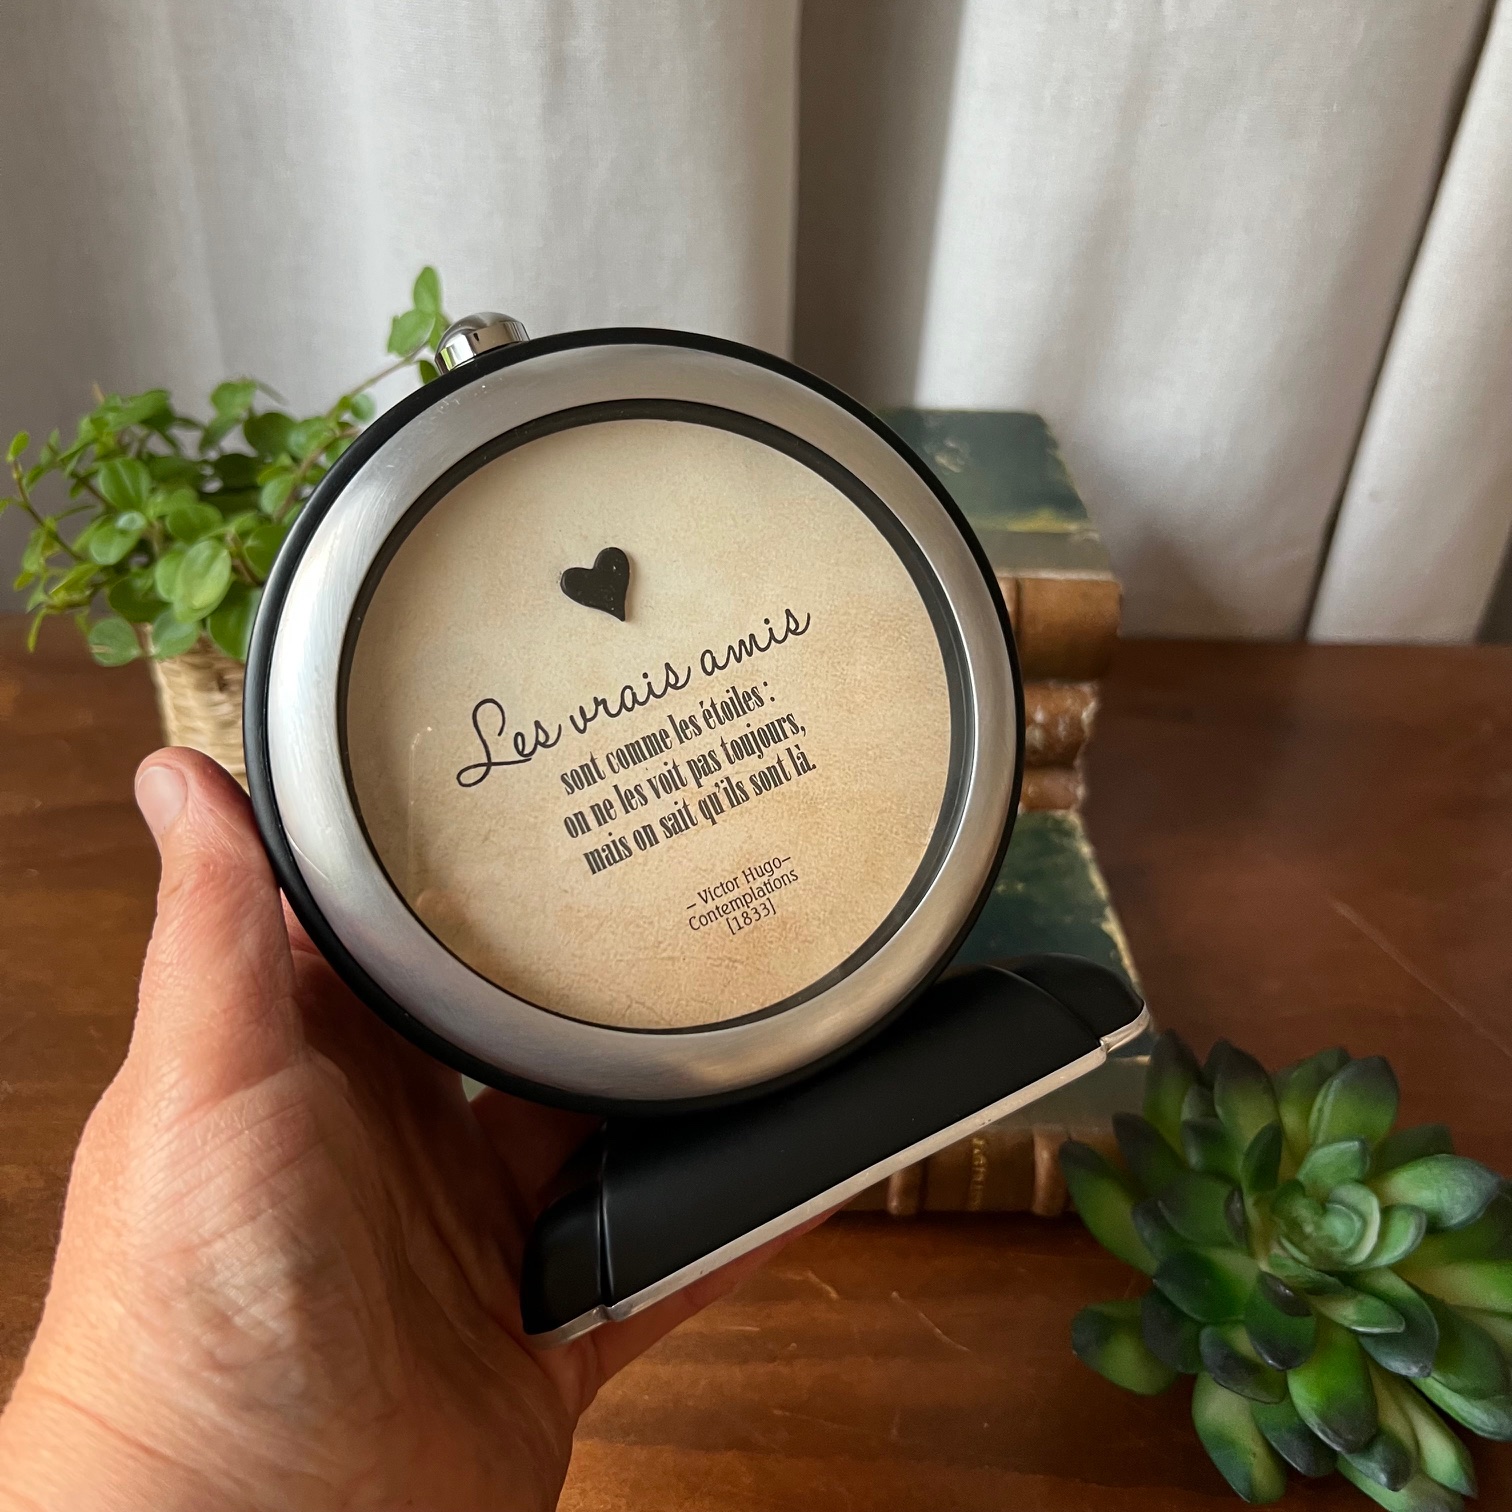 Les vrais amis
sont comme les étoiles :
on ne les voit pas toujours,
mais on sait qu'ils sont là.
– Victor Hugo–
Contemplations
[1833]